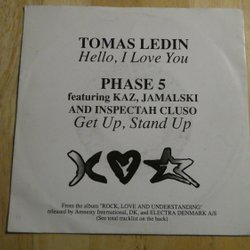 TOMAS LEDIN
Hello, I Love You
PHASE 5
featuring KAZ, JAMALSKI
AND INSPECTAH CLUSO
Get Up, Stand Up
From the album "ROCK, LOVE AND UNDERSTANDING"
released by Amnesty International, DK, and ELECTRA DENMARK A/S
(See total tracklist on the back)